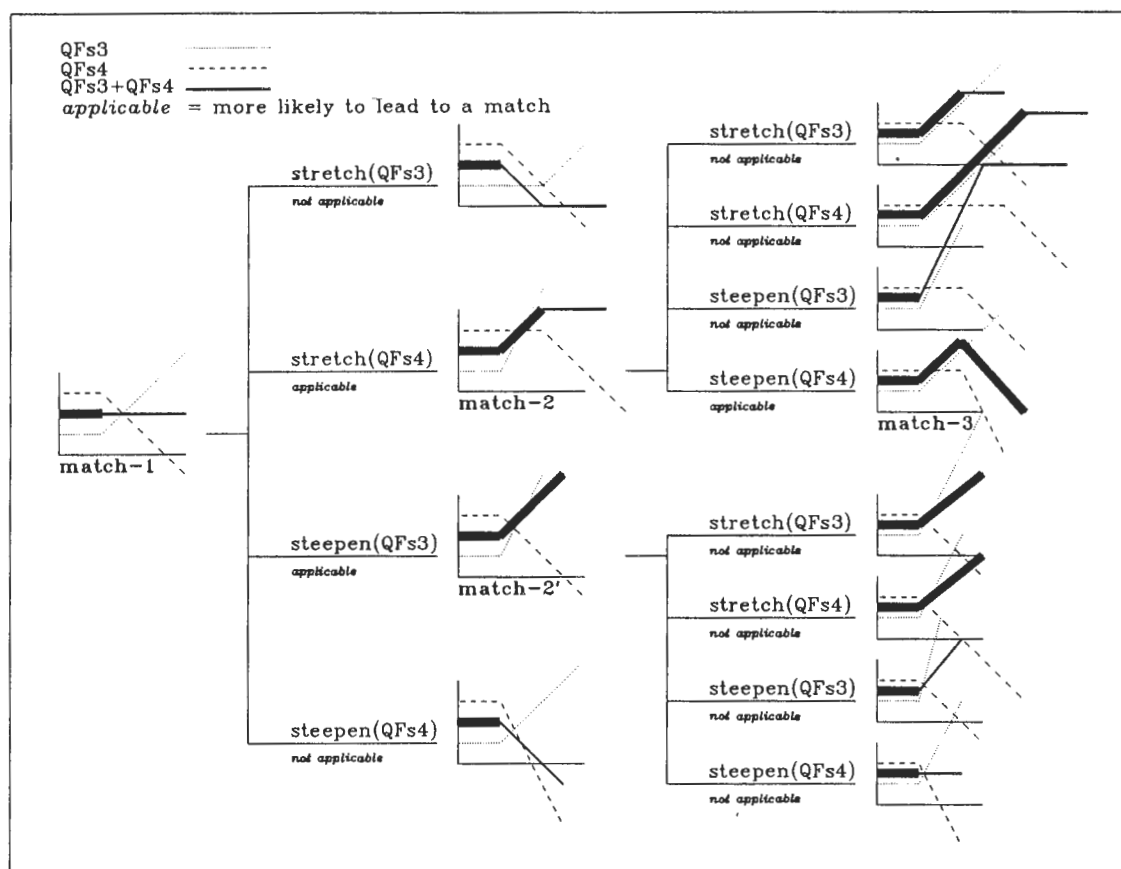 QFs3
QFs4
QFs3+QFs4
applicable = more likely to lead to a match
match-1
stretch(QFs3)
not applicable
stretch(QFs4)
applicable
match-2
steepen(QFs3)
applicable
match-2'
steepen(QFs4)
not applicable
stretch(QFs3)
not applicable
stretch(QFs4)
not applicable
steepen(QFs3)
not applicable
steepen(QFs4)
applicable
match-3
stretch(QFs3)
not applicable
stretch(QFs4)
not applicable
steepen(QFs3)
not applicable
steepen(QFs4)
not applicable